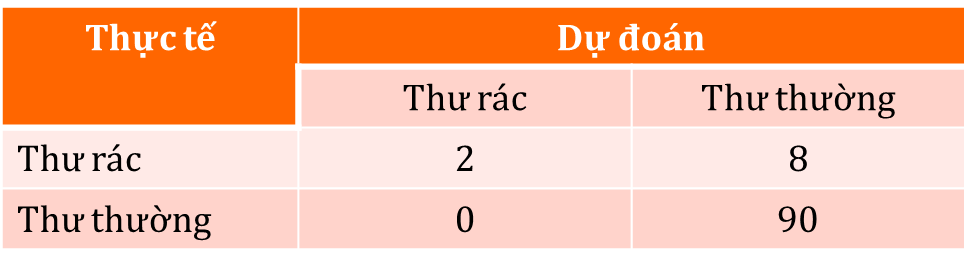 Thực tế Dự đoán
Thư rác Thư thường
Thư rác 2 8
Thư thường 0 90